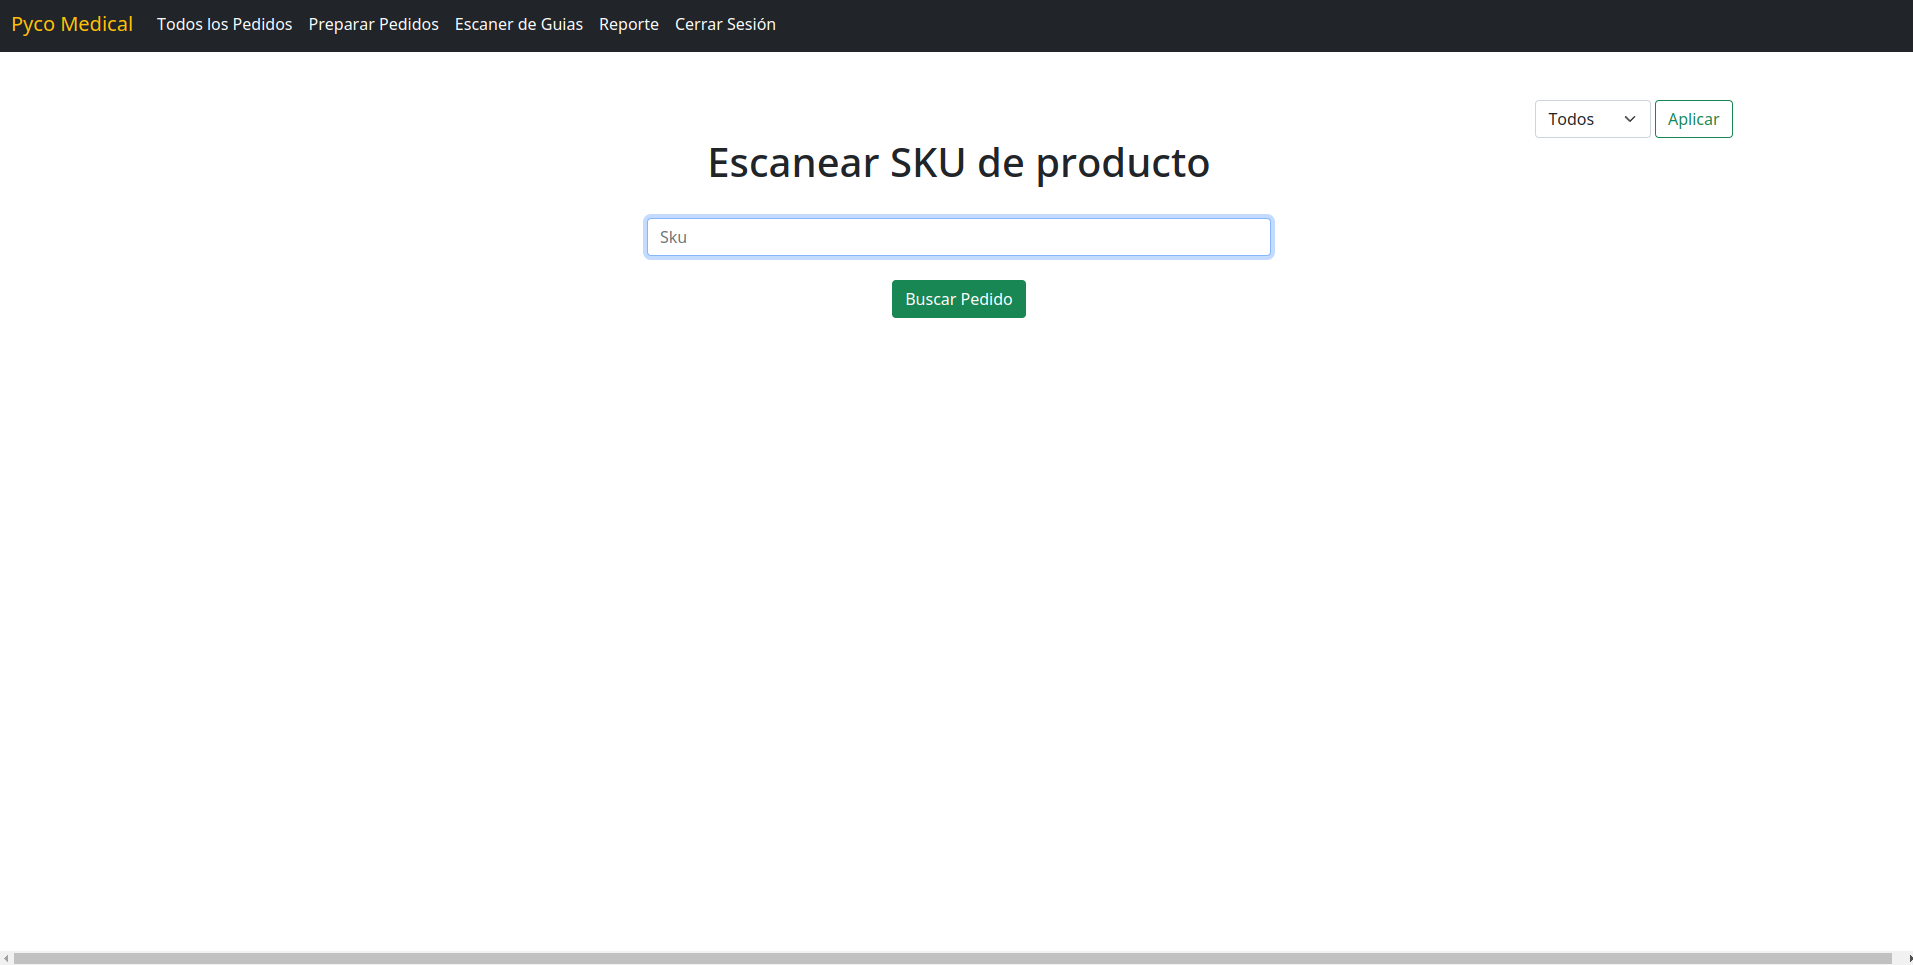 Pyco Medical Todos los Pedidos Preparar Pedidos Escaner de Guias Reporte Cerrar Sesión
Todos Aplicar
Escanear SKU de producto
Sku
Buscar Pedido